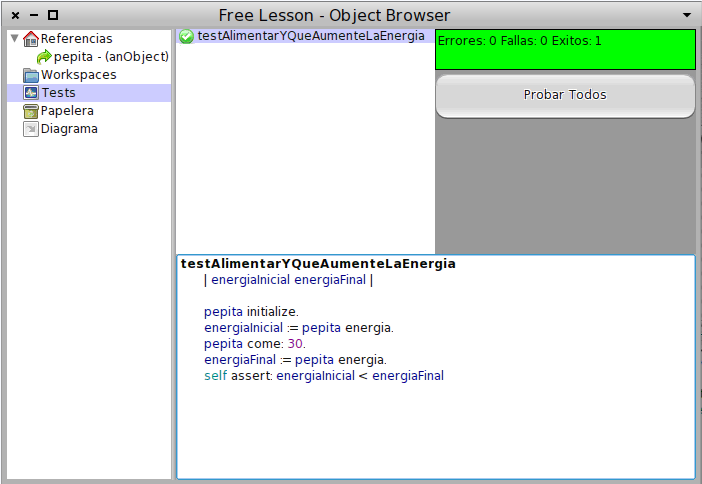 Free Lesson - Object Browser
Referencias
pepita - (anObject)
Workspaces
Tests
Papelera
Diagrama
testAlimentarYQueAumenteLaEnergia
Errores: 0 Fallas: 0 Exitos: 1
Probar Todos
testAlimentarYQueAumenteLaEnergia
| energiaInicial energiaFinal |
pepita initialize.
energiaInicial := pepita energia.
pepita come: 30.
energiaFinal := pepita energia.
self assert: energiaInicial < energiaFinal